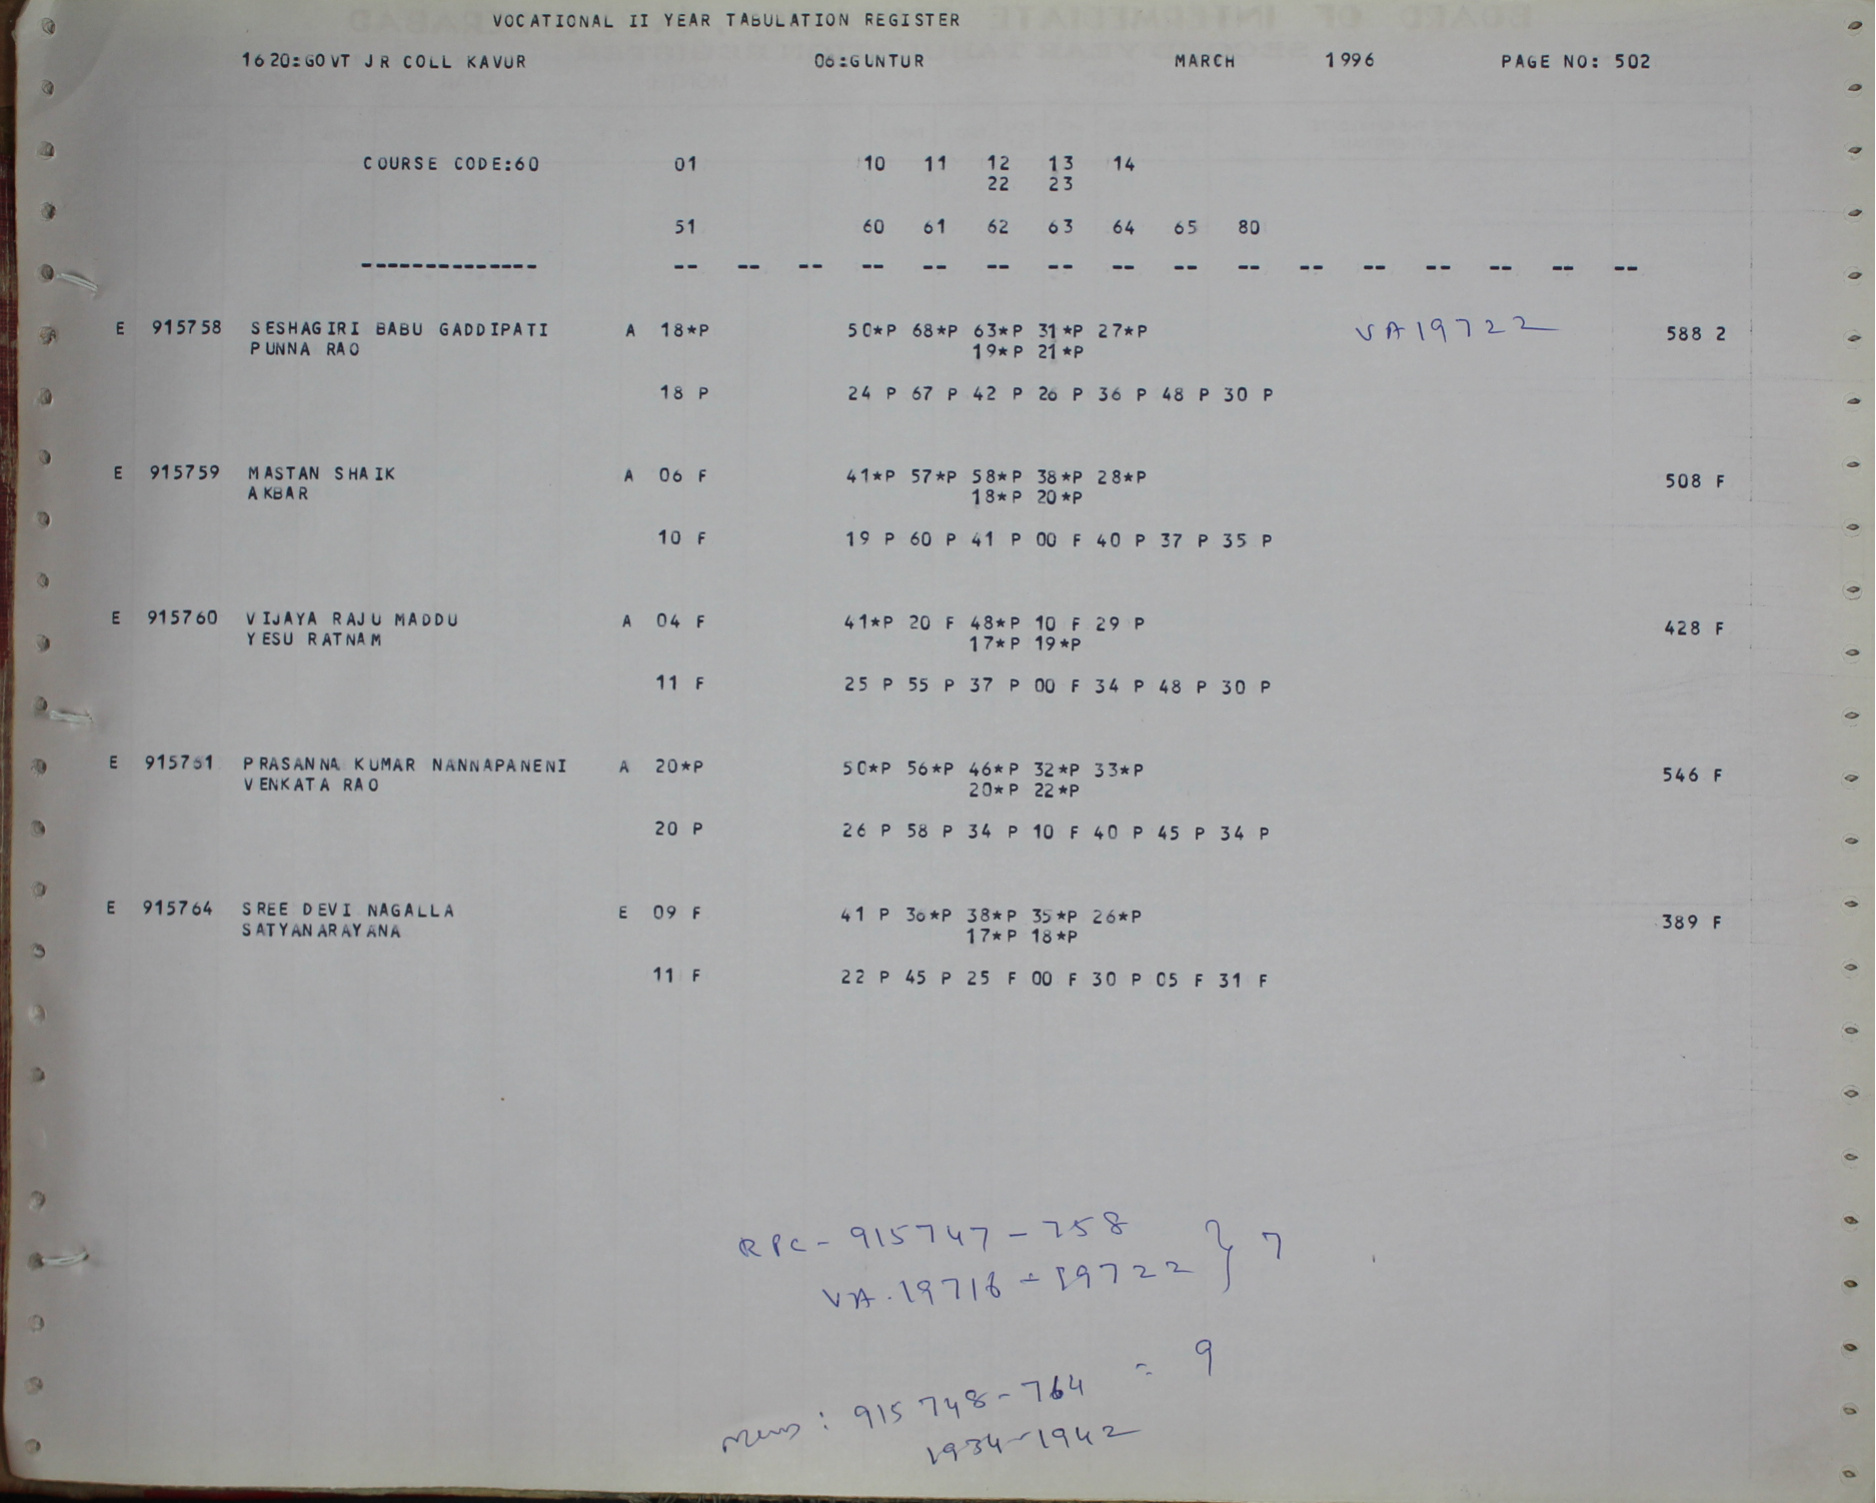 VOCATIONAL II YEAR TABULATION REGISTER
1620:GOVT JR COLL KAVUR 06:GUNTUR MARCH 1996 PAGE NO: 502
COURSE CODE:60 01 10 11 12 13 14
22 23
51 60 61 62 63 64 65 80
-------------- -- -- -- -- -- -- -- -- -- -- -- -- -- -- -- --
E 915758 SESHAGIRI BABU GADDIPATI A 18*P 50*P 68*P 63*P 31*P 27*P VA19722 588 2
PUNNA RAO 19*P 21*P
18 P 24 P 67 P 42 P 26 P 36 P 48 P 30 P
E 915759 MASTAN SHAIK A 06 F 41*P 57*P 58*P 38*P 28*P 508 F
AKBAR 18*P 20*P
10 F 19 P 60 P 41 P 00 F 40 P 37 P 35 P
E 915760 VIJAYA RAJU MADDU A 04 F 41*P 20 F 48*P 10 F 29 P 428 F
YESU RATNAM 17*P 19*P
11 F 25 P 55 P 37 P 00 F 34 P 48 P 30 P
E 915761 PRASANNA KUMAR NANNAPANENI A 20*P 50*P 56*P 46*P 32*P 33*P 546 F
VENKATA RAO 20*P 22*P
20 P 26 P 58 P 34 P 10 F 40 P 45 P 34 P
E 915764 SREE DEVI NAGALLA E 09 F 41 P 36*P 38*P 35*P 26*P 389 F
SATYANARAYANA 17*P 18*P
11 F 22 P 45 P 25 F 00 F 30 P 05 F 31 F
RPC - 915747 - 758 } 7
VA. 19716 - 19722
: 915748 - 764 = 9
1934 - 1942